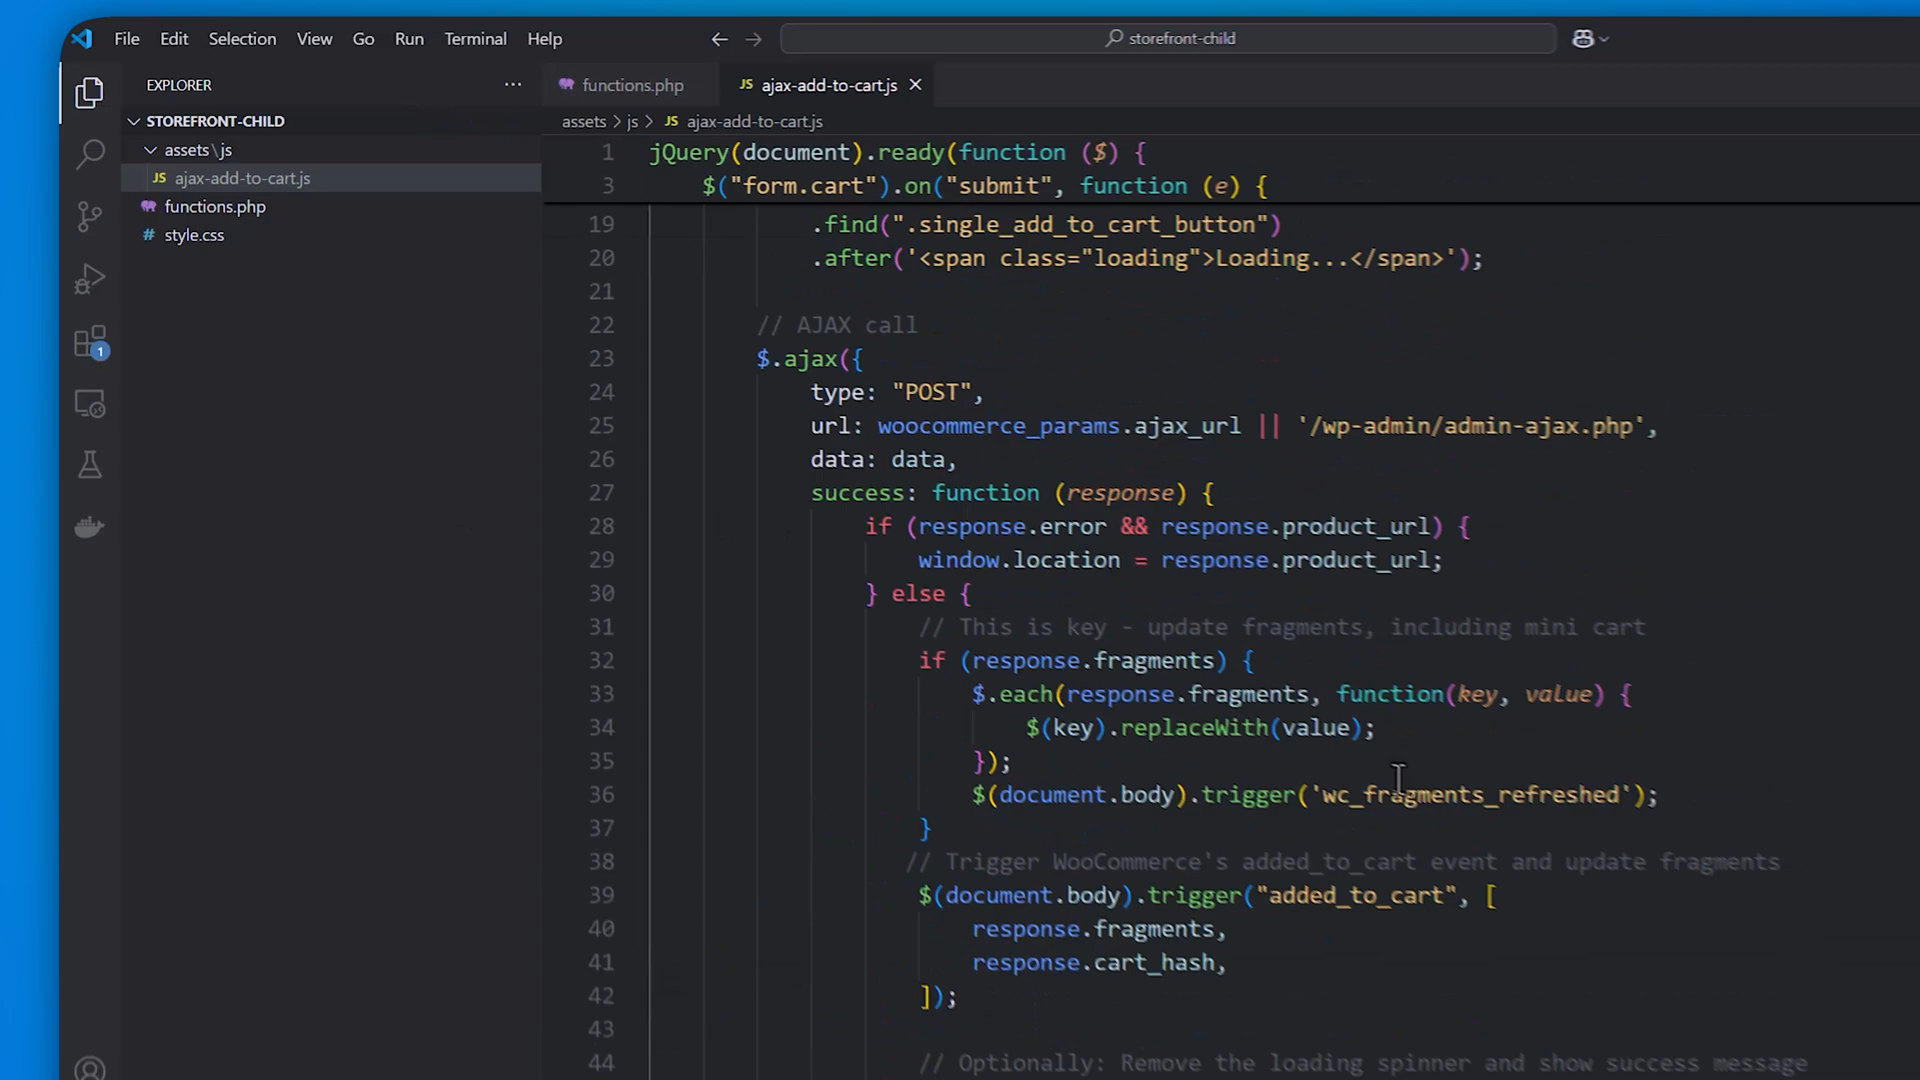 File Edit Selection View Go Run Terminal Help
storefront-child
EXPLORER
functions.php
JS ajax-add-to-cart.js
STOREFRONT-CHILD
assets\js
JS ajax-add-to-cart.js
functions.php
# style.css
1
assets > js > JS ajax-add-to-cart.js
1 jQuery(document).ready(function ($) {
3 $("form.cart").on("submit", function (e) {
19 .find(".single_add_to_cart_button")
20 .after('<span class="loading">Loading...</span>');
21
22 // AJAX call
23 $.ajax({
24 type: "POST",
25 url: woocommerce_params.ajax_url || '/wp-admin/admin-ajax.php',
26 data: data,
27 success: function (response) {
28 if (response.error && response.product_url) {
29 window.location = response.product_url;
30 } else {
31 // This is key - update fragments, including mini cart
32 if (response.fragments) {
33 $.each(response.fragments, function(key, value) {
34 $(key).replaceWith(value);
35 });
36 $(document.body).trigger('wc_fragments_refreshed');
37 }
38 // Trigger WooCommerce's added_to_cart event and update fragments
39 $(document.body).trigger("added_to_cart", [
40 response.fragments,
41 response.cart_hash,
42 ]);
43
44 // Optionally: Remove the loading spinner and show success message